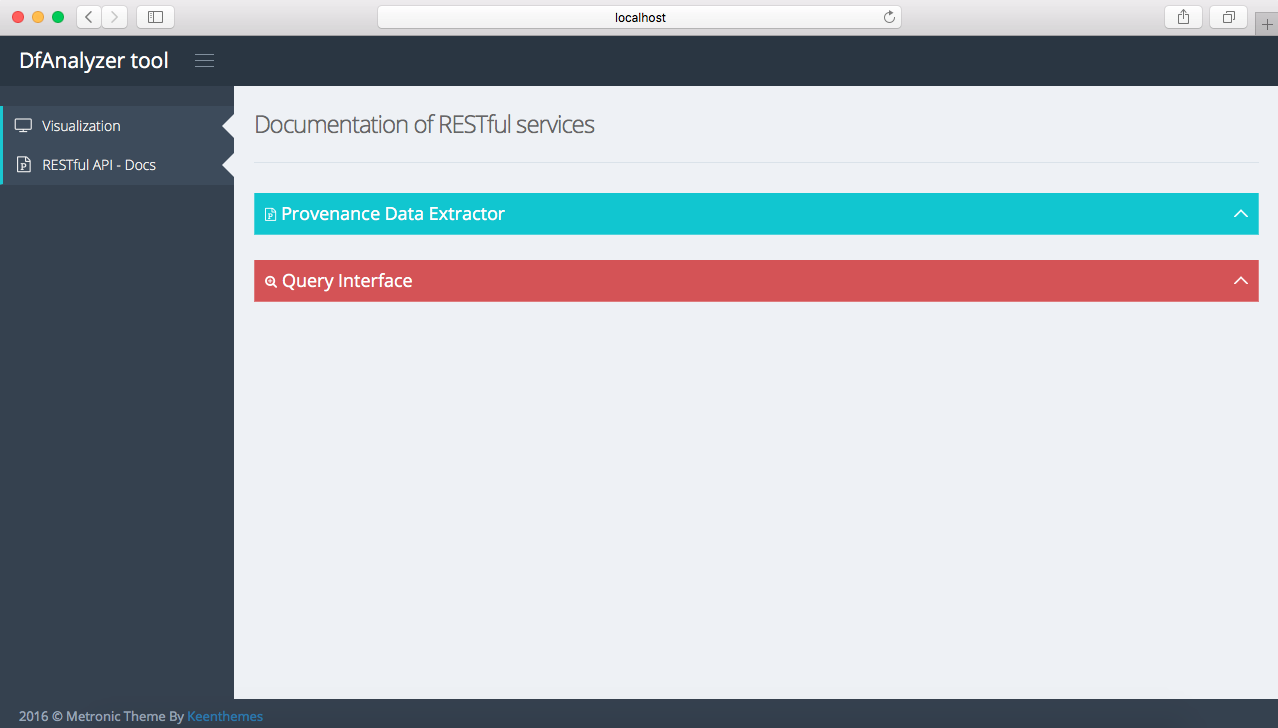 localhost
DfAnalyzer tool
Visualization
RESTful API - Docs
Documentation of RESTful services
Provenance Data Extractor
Query Interface
2016 © Metronic Theme By Keenthemes